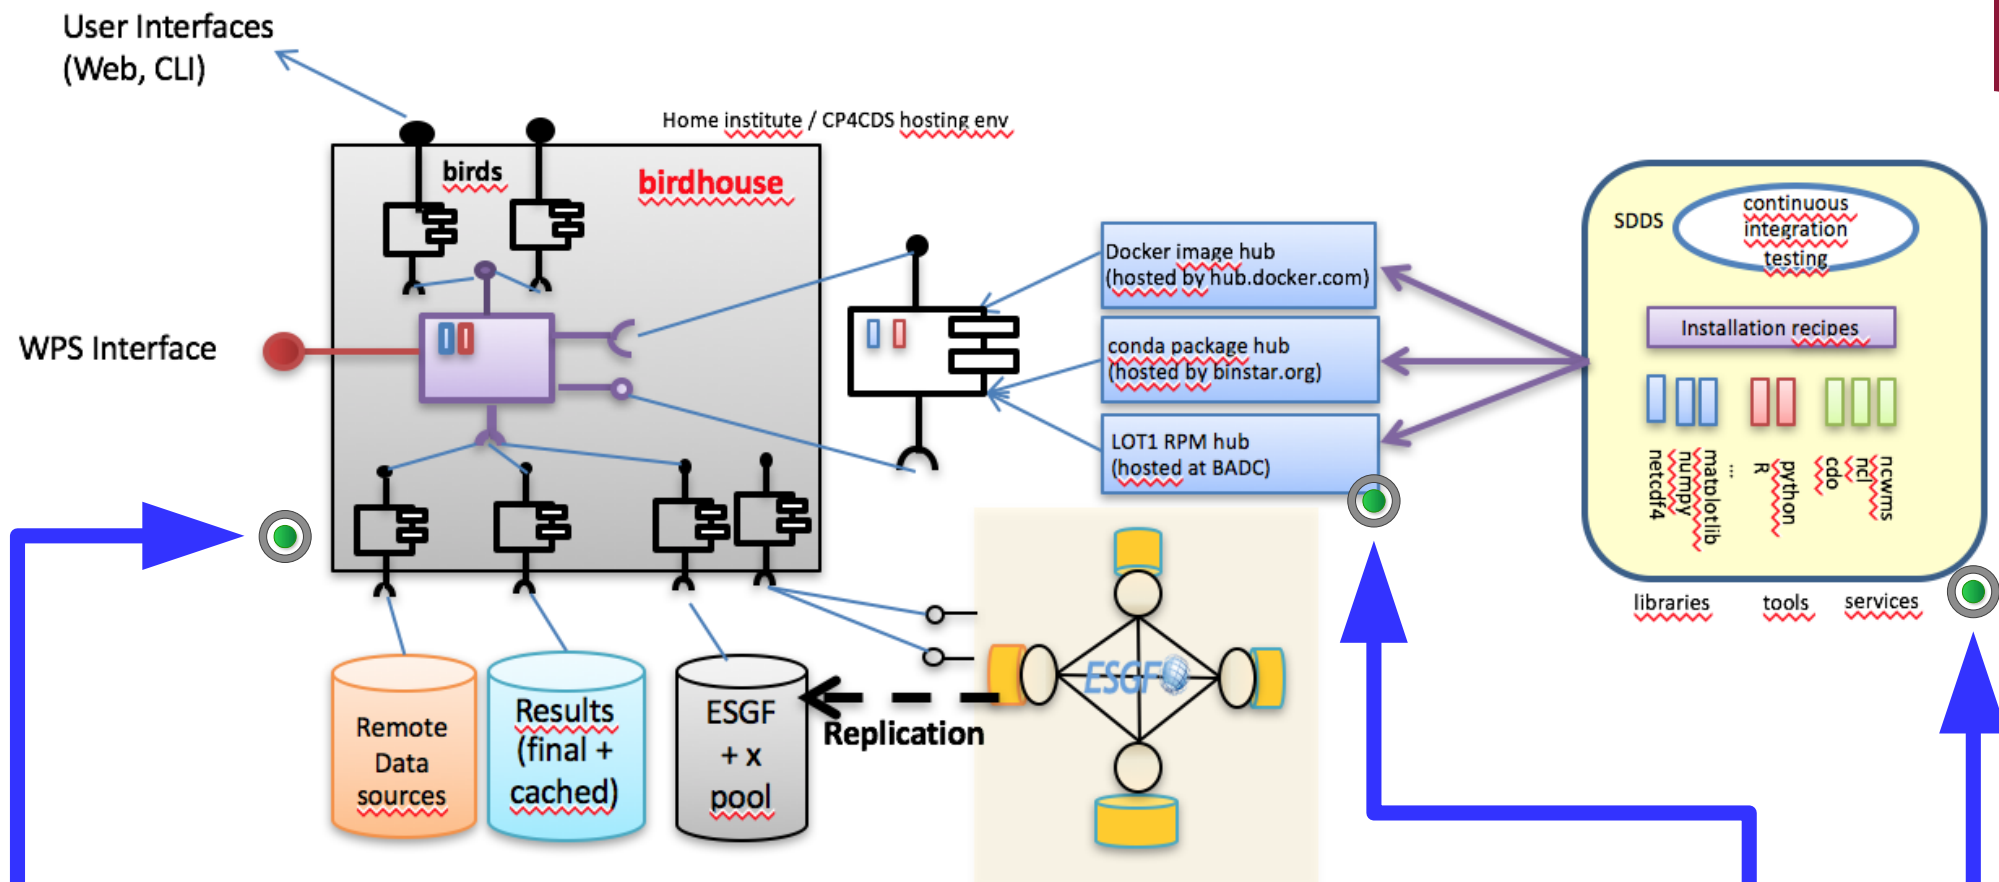 User Interfaces
(Web, CLI)
Home institute / CP4CDS hosting env
birds
birdhouse
WPS Interface
Docker image hub
(hosted by hub.docker.com)
conda package hub
(hosted by binstar.org)
LOT1 RPM hub
(hosted at BADC)
SDDS
continuous
integration
testing
Installation recipes
netcdf4
numpy
matplotlib
...
R
python
cdo
ncl
ncwms
libraries
tools
services
Remote
Data
sources
Results
(final +
cached)
ESGF
+ x
pool
Replication
ESGF